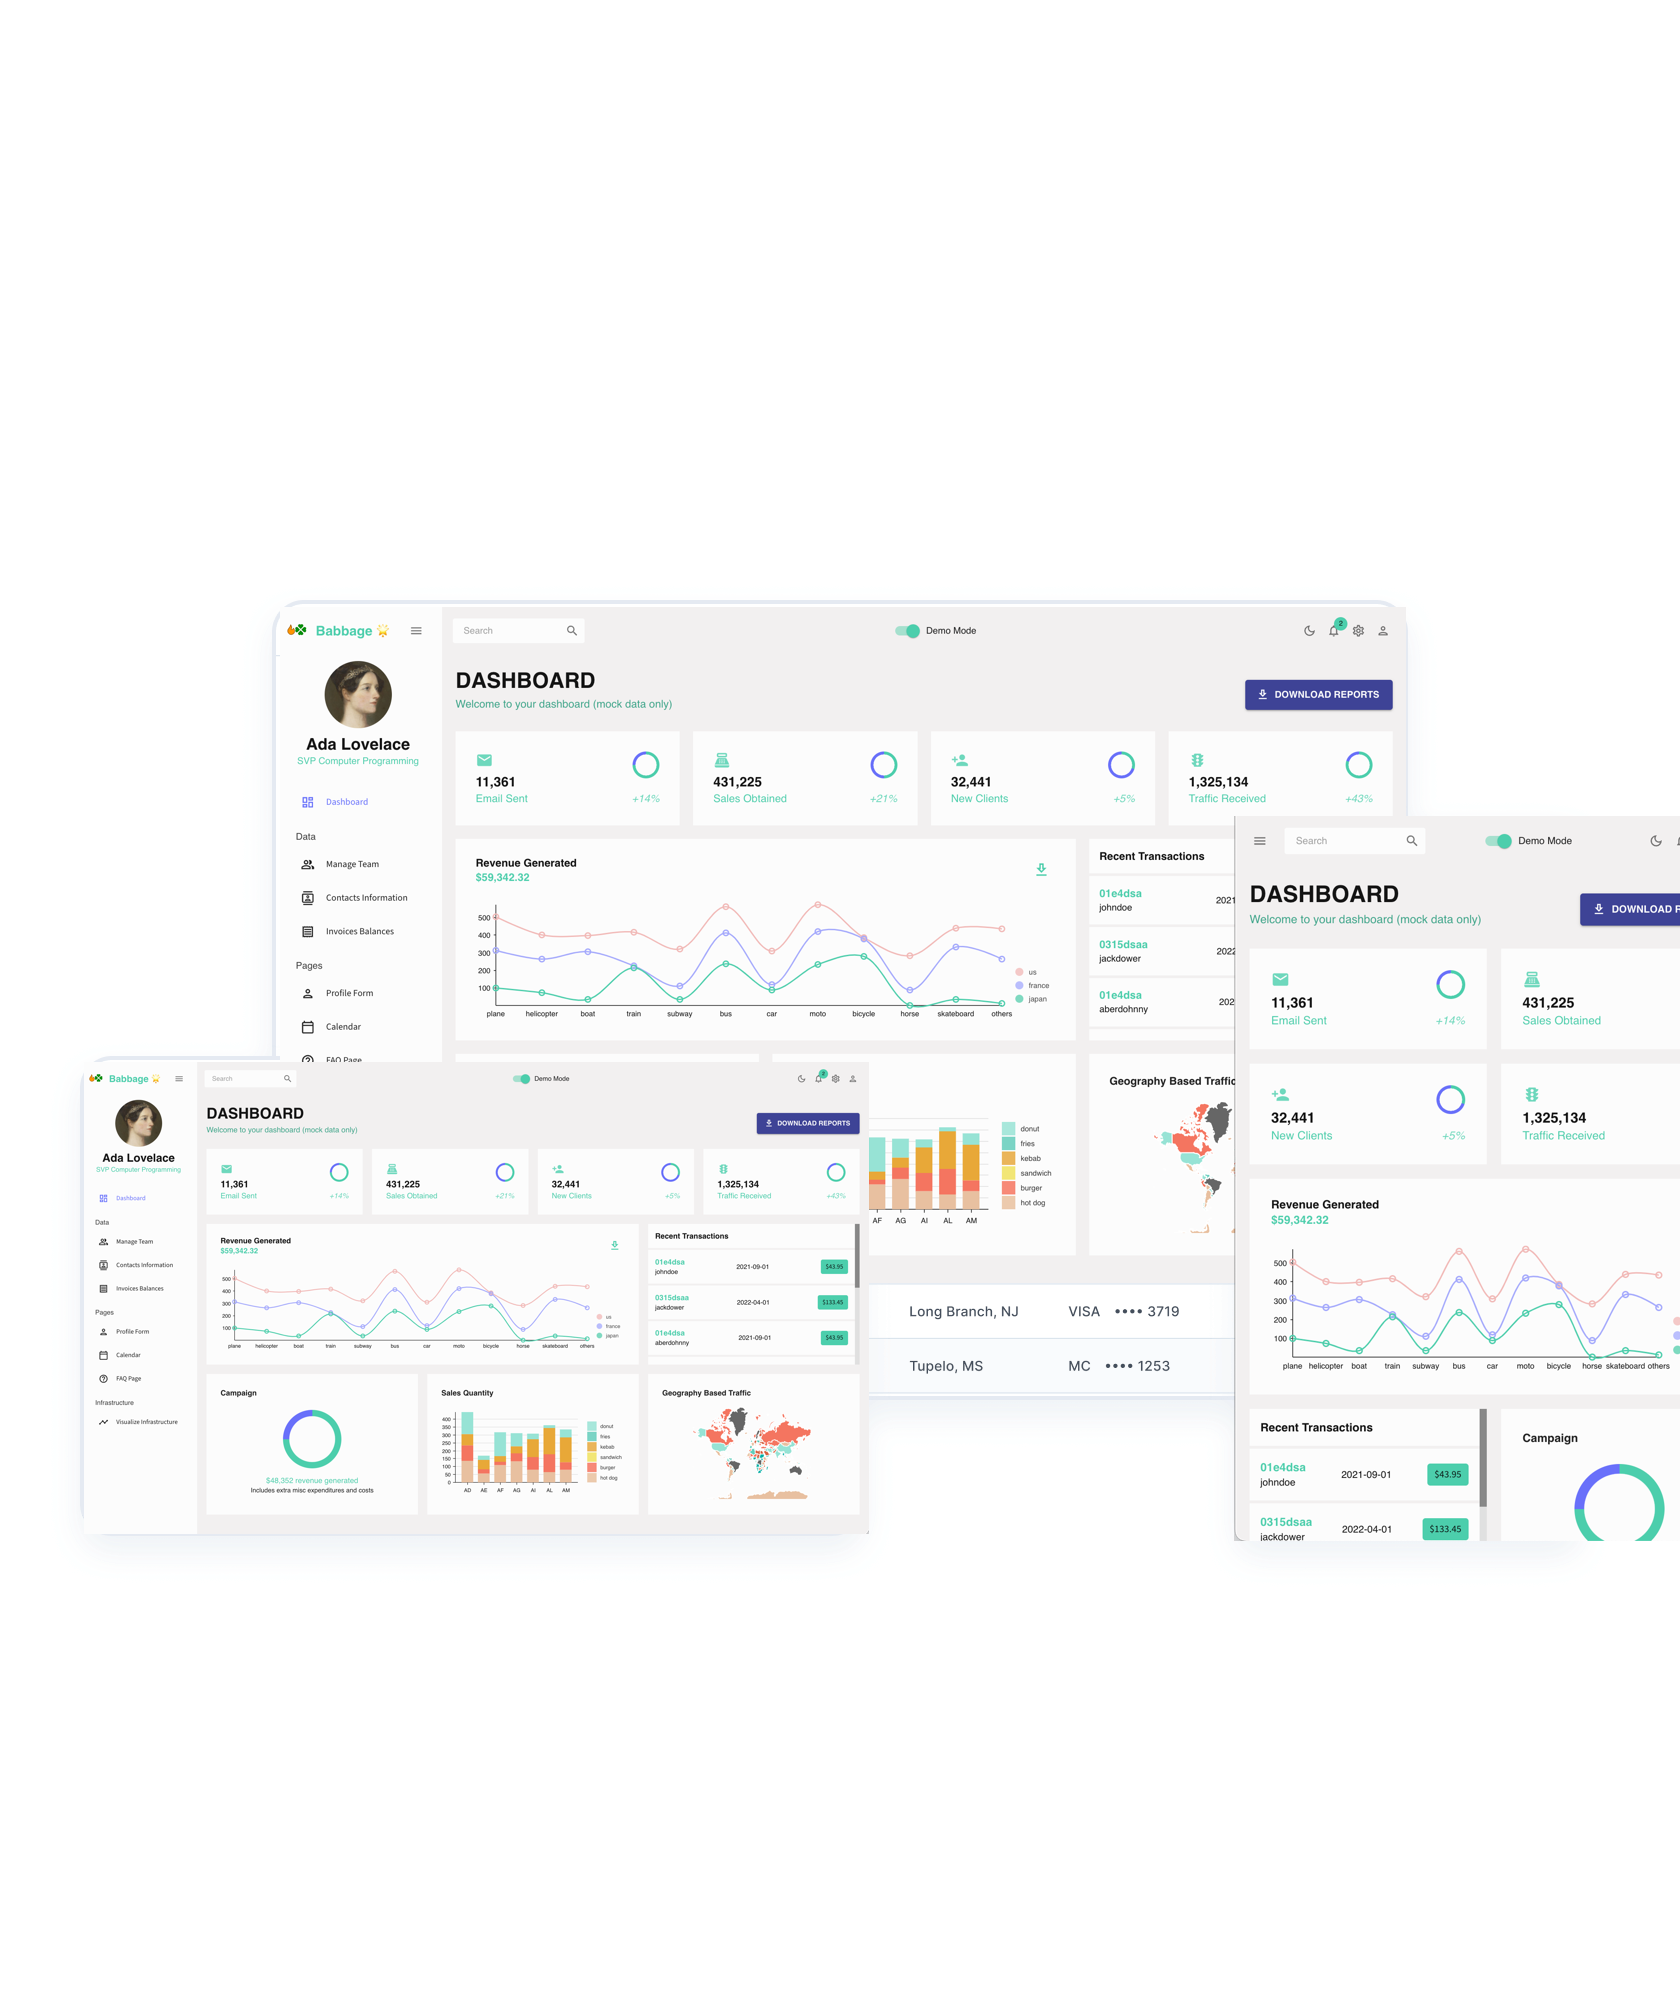 Babbage
Search
Demo Mode
2
DASHBOARD
Welcome to your dashboard (mock data only)
DOWNLOAD REPORTS
Ada Lovelace
SVP Computer Programming
Dashboard
Data
Manage Team
Contacts Information
Invoices Balances
Pages
Profile Form
Calendar
FAQ Page
11,361
Email Sent
+14%
431,225
Sales Obtained
+21%
32,441
New Clients
+5%
1,325,134
Traffic Received
+43%
Revenue Generated
$59,342.32
500
400
300
200
100
plane helicopter boat train subway bus car moto bicycle horse skateboard others
us
france
japan
Recent Transactions
01e4dsa
johndoe
2021
0315dsaa
jackdower
2022
01e4dsa
aberdohnny
202
Geography Based Traffic
donut
fries
kebab
sandwich
burger
hot dog
AF AG AI AL AM
Long Branch, NJ VISA •••• 3719
Tupelo, MS MC •••• 1253
Search
Demo Mode
DASHBOARD
Welcome to your dashboard (mock data only)
DOWNLOAD R
11,361
Email Sent
+14%
431,225
Sales Obtained
32,441
New Clients
+5%
1,325,134
Traffic Received
Revenue Generated
$59,342.32
500
400
300
200
100
plane helicopter boat train subway bus car moto bicycle horse skateboard others
Recent Transactions
01e4dsa
johndoe
2021-09-01
$43.95
0315dsaa
jackdower
2022-04-01
$133.45
Campaign
Babbage
Search
Demo Mode
2
DASHBOARD
Welcome to your dashboard (mock data only)
DOWNLOAD REPORTS
Ada Lovelace
SVP Computer Programming
Dashboard
Data
Manage Team
Contacts Information
Invoices Balances
Pages
Profile Form
Calendar
FAQ Page
Infrastructure
Visualize Infrastructure
11,361
Email Sent
+14%
431,225
Sales Obtained
+21%
32,441
New Clients
+5%
1,325,134
Traffic Received
+43%
Revenue Generated
$59,342.32
500
400
300
200
100
plane helicopter boat train subway bus car moto bicycle horse skateboard others
us
france
japan
Recent Transactions
01e4dsa
johndoe
2021-09-01
$43.95
0315dsaa
jackdower
2022-04-01
$133.45
01e4dsa
aberdohnny
2021-09-01
$43.95
Campaign
$48,352 revenue generated
Includes extra misc expenditures and costs
Sales Quantity
400
350
300
250
200
150
100
50
0
AD AE AF AG AI AL AM
donut
fries
kebab
sandwich
burger
hot dog
Geography Based Traffic